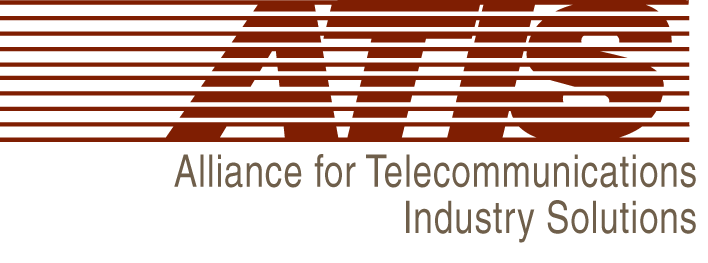 ATIS
Alliance for Telecommunications
Industry Solutions